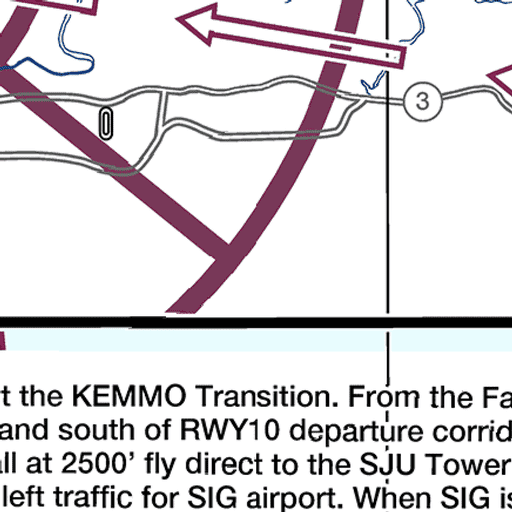 3
t the KEMMO Transition. From the Fa
and south of RWY10 departure corrid
all at 2500' fly direct to the SJU Tower
left traffic for SIG airport. When SIG is